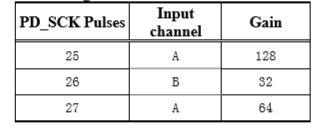 PD_SCK Pulses Input channel Gain
25 A 128
26 B 32
27 A 64